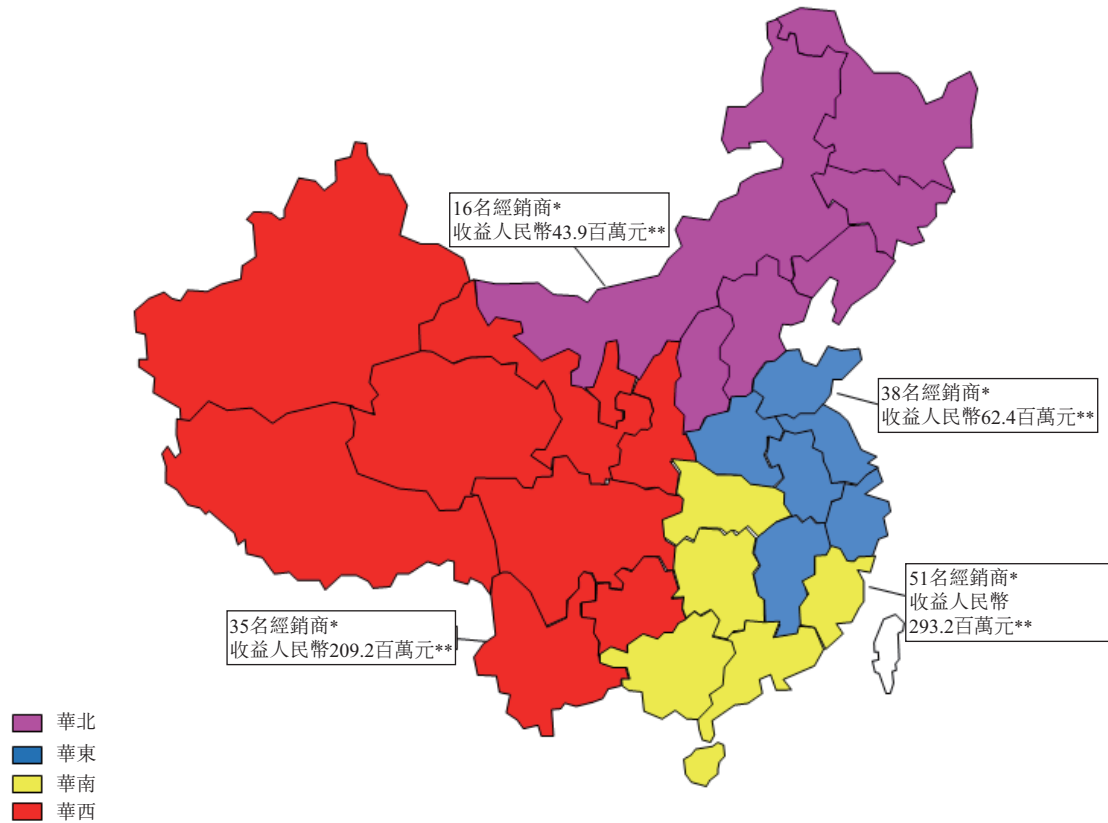 16名經銷商*
收益人民幣43.9百萬元**
38名經銷商*
收益人民幣62.4百萬元**
51名經銷商*
收益人民幣
293.2百萬元**
35名經銷商*
收益人民幣209.2百萬元**
華北
華東
華南
華西